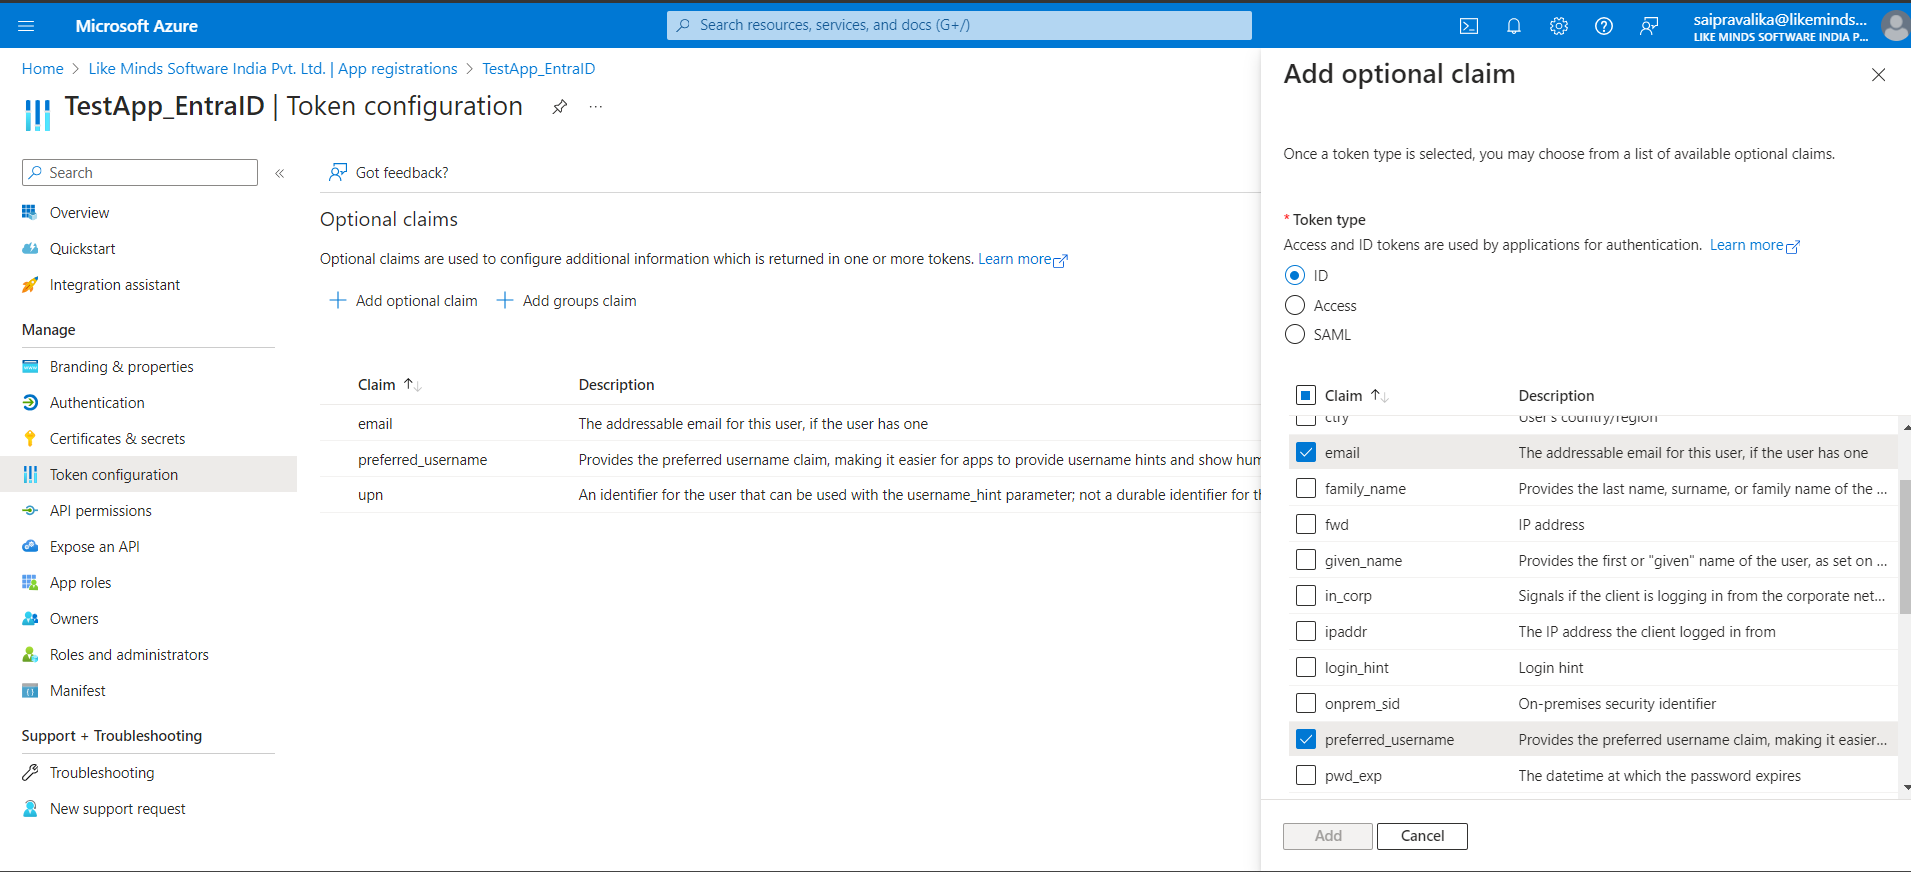 Microsoft Azure
Search resources, services, and docs (G+/)
saipravalika@likeminds...
LIKE MINDS SOFTWARE INDIA P...
Home > Like Minds Software India Pvt. Ltd. | App registrations > TestApp_EntraID
TestApp_EntraID | Token configuration
...
Search
«
Overview
Quickstart
Integration assistant
Manage
Branding & properties
Authentication
Certificates & secrets
Token configuration
API permissions
Expose an API
App roles
Owners
Roles and administrators
Manifest
Support + Troubleshooting
Troubleshooting
New support request
Got feedback?
Optional claims
Optional claims are used to configure additional information which is returned in one or more tokens. Learn more
Add optional claim Add groups claim
Claim Description
email The addressable email for this user, if the user has one
preferred_username Provides the preferred username claim, making it easier for apps to provide username hints and show hum
upn An identifier for the user that can be used with the username_hint parameter; not a durable identifier for th
Add optional claim
Once a token type is selected, you may choose from a list of available optional claims.
* Token type
Access and ID tokens are used by applications for authentication. Learn more
ID
Access
SAML
Claim Description
ctry User's country/region
email The addressable email for this user, if the user has one
family_name Provides the last name, surname, or family name of the ...
fwd IP address
given_name Provides the first or "given" name of the user, as set on ...
in_corp Signals if the client is logging in from the corporate net...
ipaddr The IP address the client logged in from
login_hint Login hint
onprem_sid On-premises security identifier
preferred_username Provides the preferred username claim, making it easier...
pwd_exp The datetime at which the password expires
Add Cancel